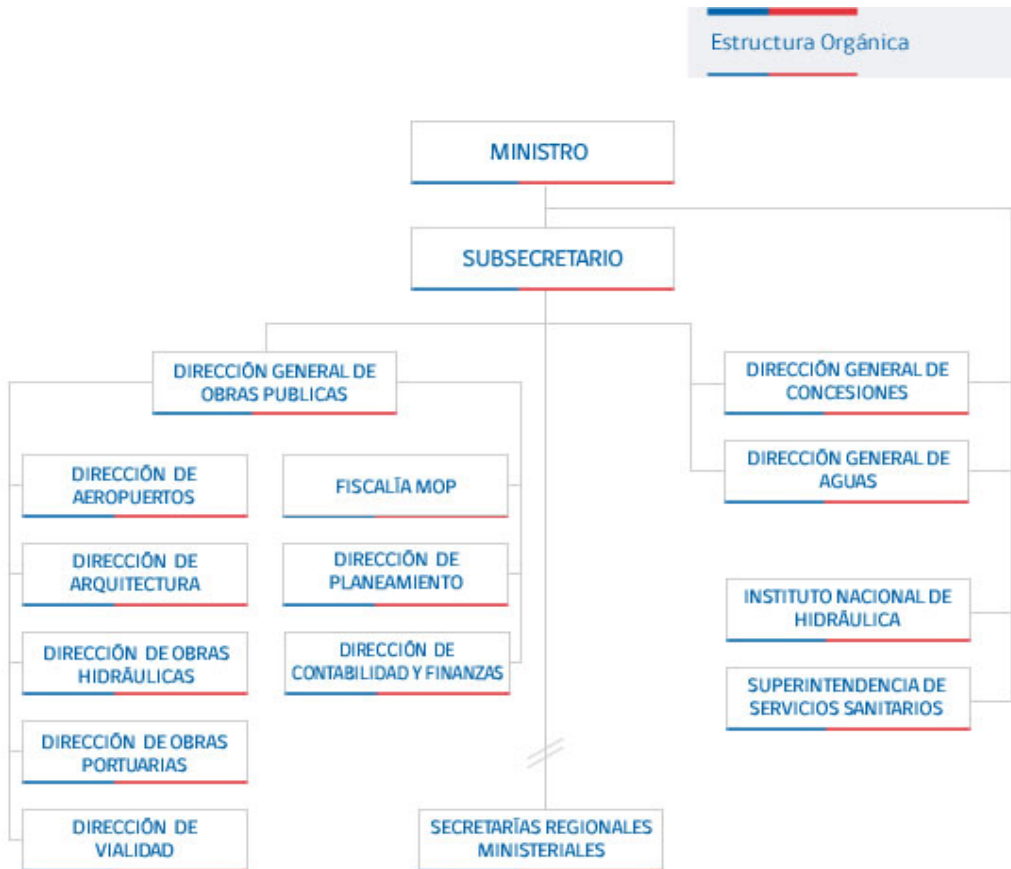 Estructura Orgánica
MINISTRO
SUBSECRETARIO
DIRECCIÓN GENERAL DE
OBRAS PUBLICAS
DIRECCIÓN DE
AEROPUERTOS
DIRECCIÓN DE
ARQUITECTURA
DIRECCIÓN DE OBRAS
HIDRÁULICAS
DIRECCIÓN DE OBRAS
PORTUARIAS
DIRECCIÓN DE
VIALIDAD
FISCALÍA MOP
DIRECCIÓN DE
PLANEAMIENTO
DIRECCIÓN DE
CONTABILIDAD Y FINANZAS
SECRETARÍAS REGIONALES
MINISTERIALES
DIRECCIÓN GENERAL DE
CONCESIONES
DIRECCIÓN GENERAL DE
AGUAS
INSTITUTO NACIONAL DE
HIDRÁULICA
SUPERINTENDENCIA DE
SERVICIOS SANITARIOS